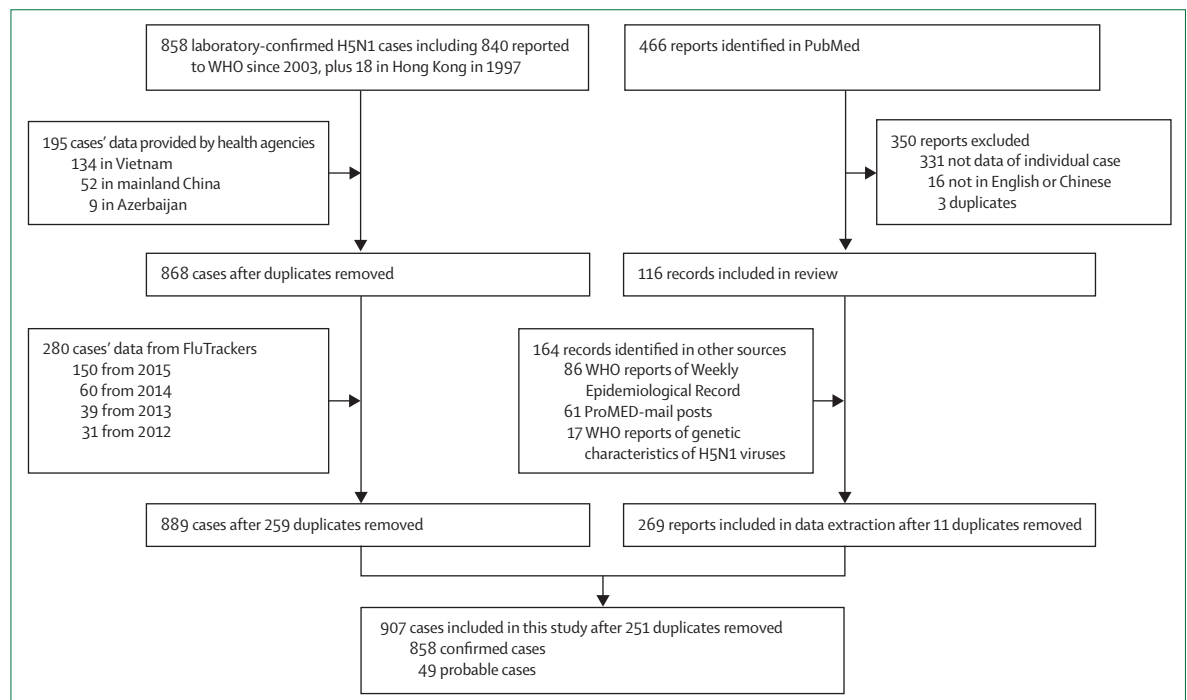 858 laboratory-confirmed H5N1 cases including 840 reported
to WHO since 2003, plus 18 in Hong Kong in 1997
466 reports identified in PubMed
195 cases' data provided by health agencies
134 in Vietnam
52 in mainland China
9 in Azerbaijan
350 reports excluded
331 not data of individual case
16 not in English or Chinese
3 duplicates
868 cases after duplicates removed
116 records included in review
280 cases' data from FluTrackers
150 from 2015
60 from 2014
39 from 2013
31 from 2012
164 records identified in other sources
86 WHO reports of Weekly
Epidemiological Record
61 ProMED-mail posts
17 WHO reports of genetic
characteristics of H5N1 viruses
889 cases after 259 duplicates removed
269 reports included in data extraction after 11 duplicates removed
907 cases included in this study after 251 duplicates removed
858 confirmed cases
49 probable cases